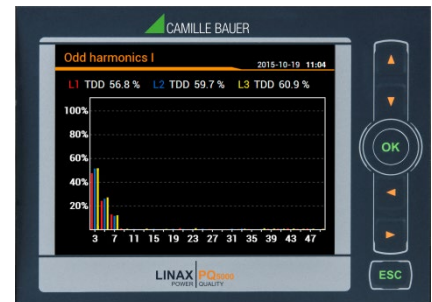 CAMILLE BAUER
Odd harmonics I
2015-10-19 11:04
L1 TDD 56.8 % L2 TDD 59.7 % L3 TDD 60.9 %
100%
80%
60%
40%
20%
3 7 11 15 19 23 27 31 35 39 43 47
OK
ESC
LINAX PQ3000
POWER QUALITY